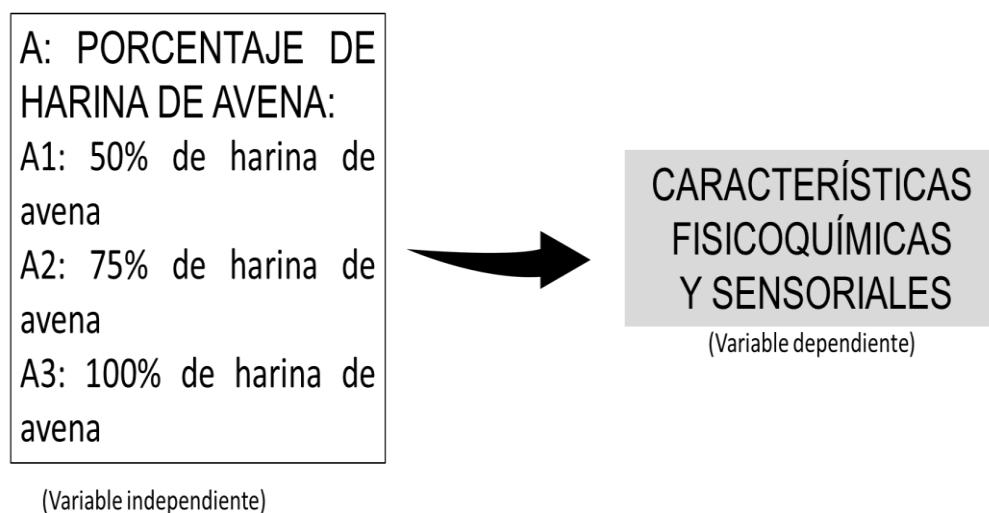 A: PORCENTAJE DE
HARINA DE AVENA:
A1: 50% de harina de
avena
A2: 75% de harina de
avena
A3: 100% de harina de
avena
(Variable independiente)
CARACTERÍSTICAS
FISICOQUÍMICAS
Y SENSORIALES
(Variable dependiente)